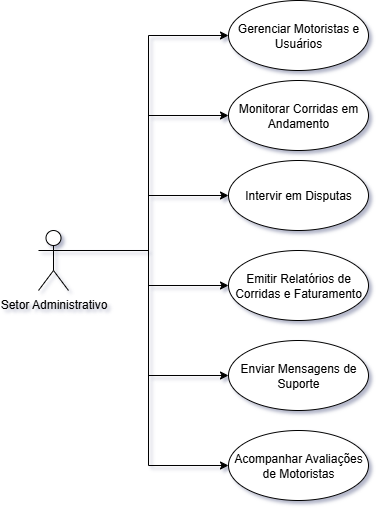 Gerenciar Motoristas e
Usuários
Monitorar Corridas em
Andamento
Intervir em Disputas
Setor Administrativo
Emitir Relatórios de
Corridas e Faturamento
Enviar Mensagens de
Suporte
Acompanhar Avaliações
de Motoristas